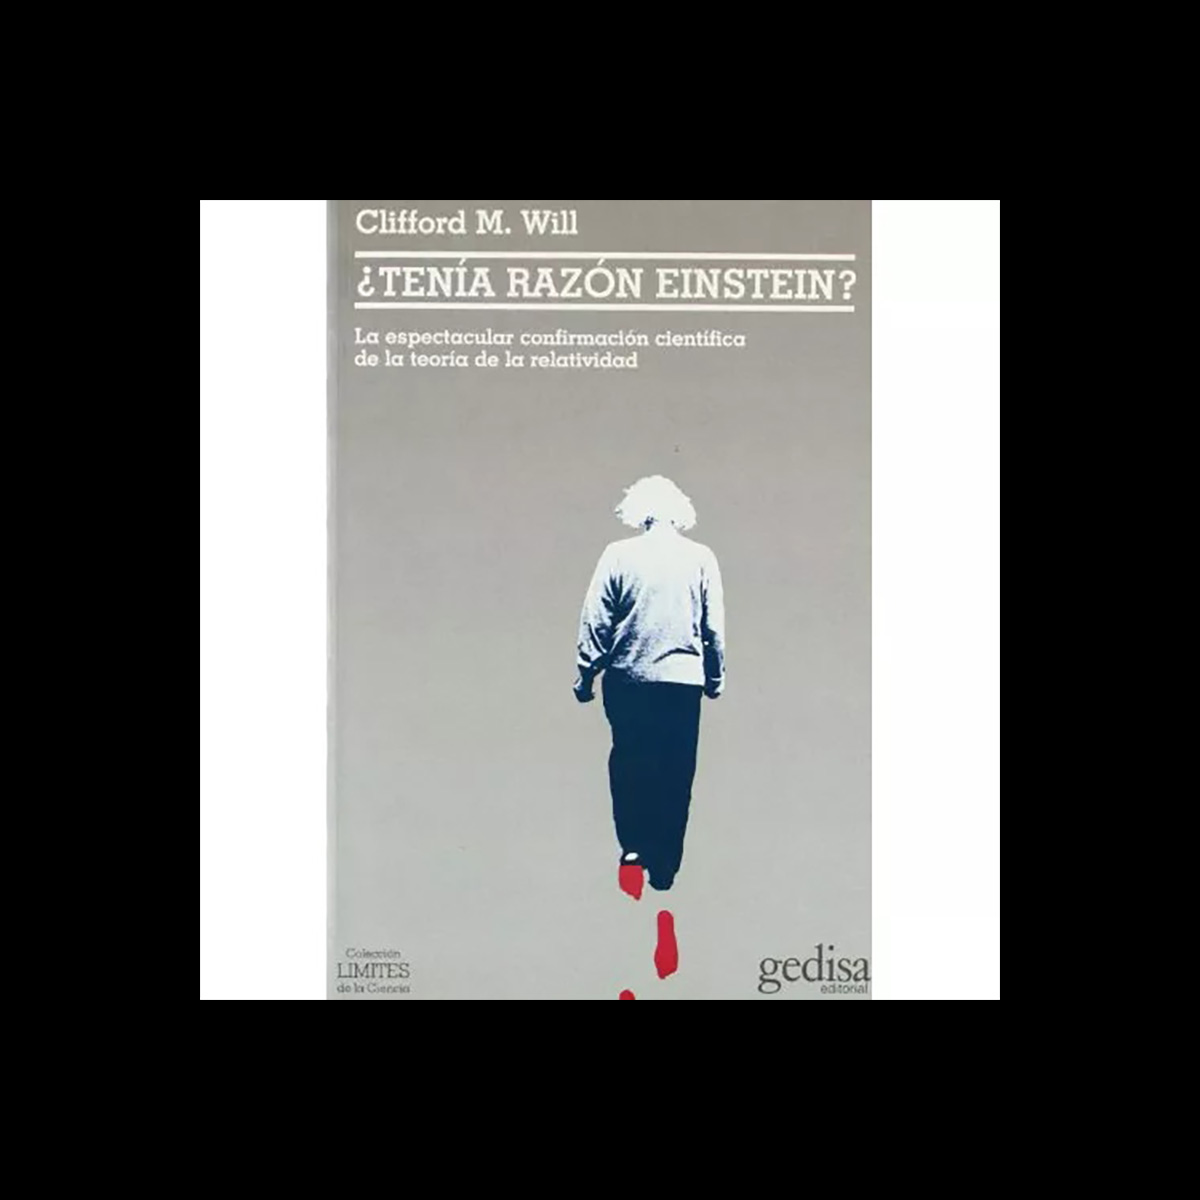 Clifford M. Will
¿TENÍA RAZÓN EINSTEIN?
La espectacular confirmación científica
de la teoría de la relatividad
Colección
LIMITES
de la Ciencia
gedisa
editorial